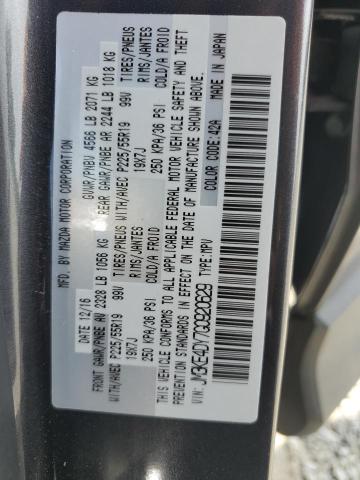 MFD. BY MAZDA MOTOR CORPORATION
DATE 12/16 GVWR/PNBV 4566 LB 2071 KG
FRONT GAWR/PNBE AV 2328 LB 1056 KG REAR GAWR/PNBE AR 2244 LB 1018 KG
WITH/AVEC P225/55R19 99V TIRES/PNEUS WITH/AVEC P225/55R19 99V TIRES/PNEUS
19X7J RIMS/JANTES 19X7J RIMS/JANTES
250 KPA/36 PSI COLD/A FROID 250 KPA/36 PSI COLD/A FROID
THIS VEHICLE CONFORMS TO ALL APPLICABLE FEDERAL MOTOR VEHICLE SAFETY AND THEFT
PREVENTION STANDARDS IN EFFECT ON THE DATE OF MANUFACTURE SHOWN ABOVE.
VIN: JM3KE4DY7G0920629 TYPE: MPV MADE IN JAPAN
COLOR CODE: 42A